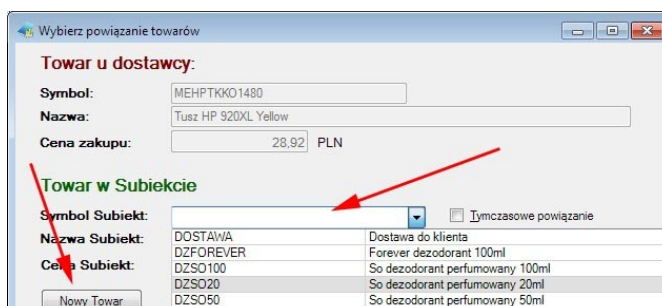 Wybierz powiązanie towarów
Towar u dostawcy:
Symbol: MEHPTKKO1480
Nazwa: Tusz HP 920XL Yellow
Cena zakupu: 28,92 PLN
Towar w Subiekcie
Symbol Subiekt: Tymczasowe powiązanie
Nazwa Subiekt: DOSTAWA Dostawa do klienta
DZFOREVER Forever dezodorant 100ml
Cena Subiekt: DZSO100 So dezodorant perfumowany 100ml
DZSO20 So dezodorant perfumowany 20ml
Nowy Towar DZSO50 So dezodorant perfumowany 50ml